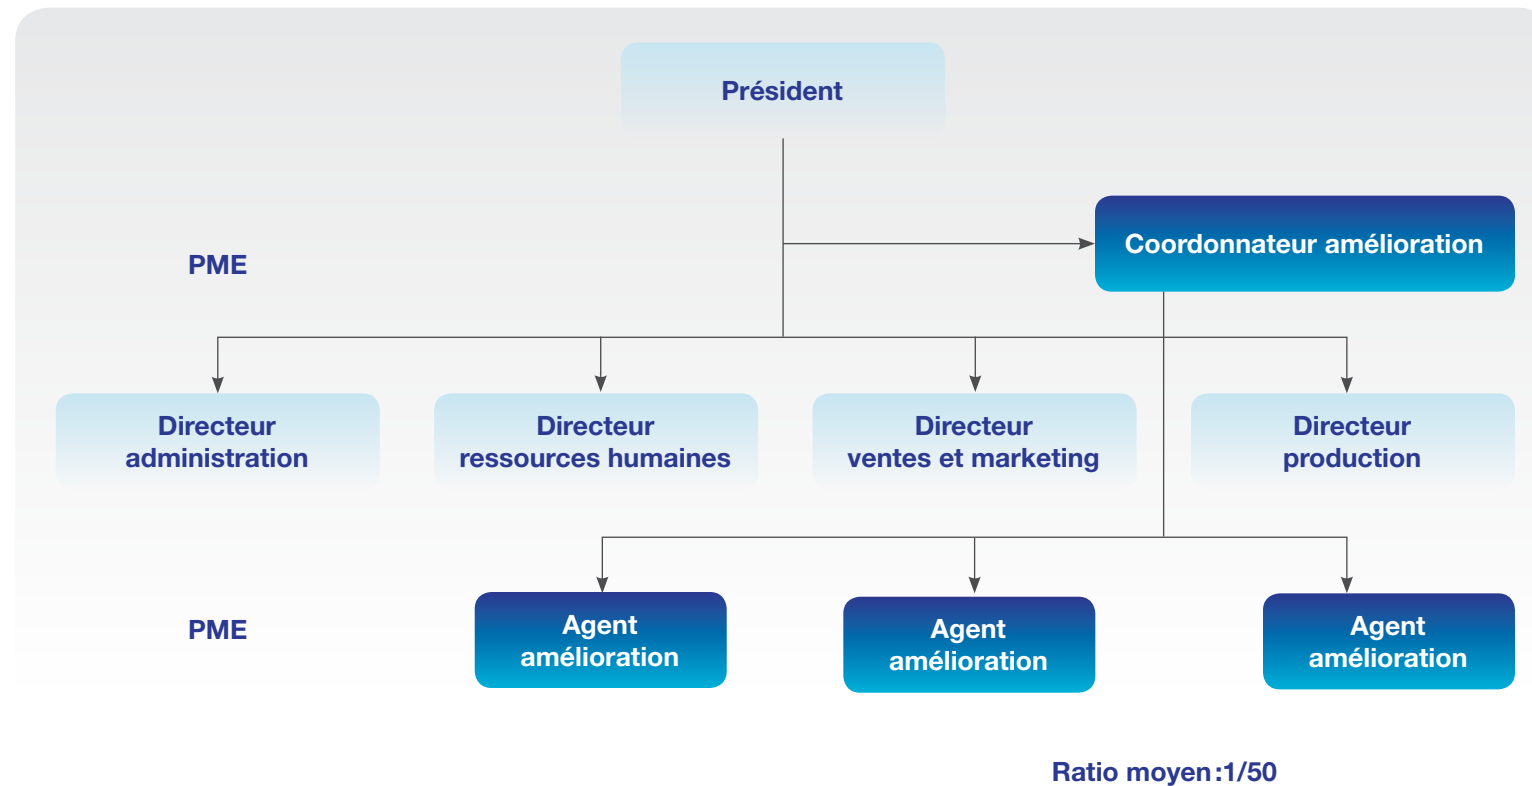 Président
Coordonnateur amélioration
PME
Directeur
administration
Directeur
ressources humaines
Directeur
ventes et marketing
Directeur
production
PME
Agent
amélioration
Agent
amélioration
Agent
amélioration
Ratio moyen :1/50